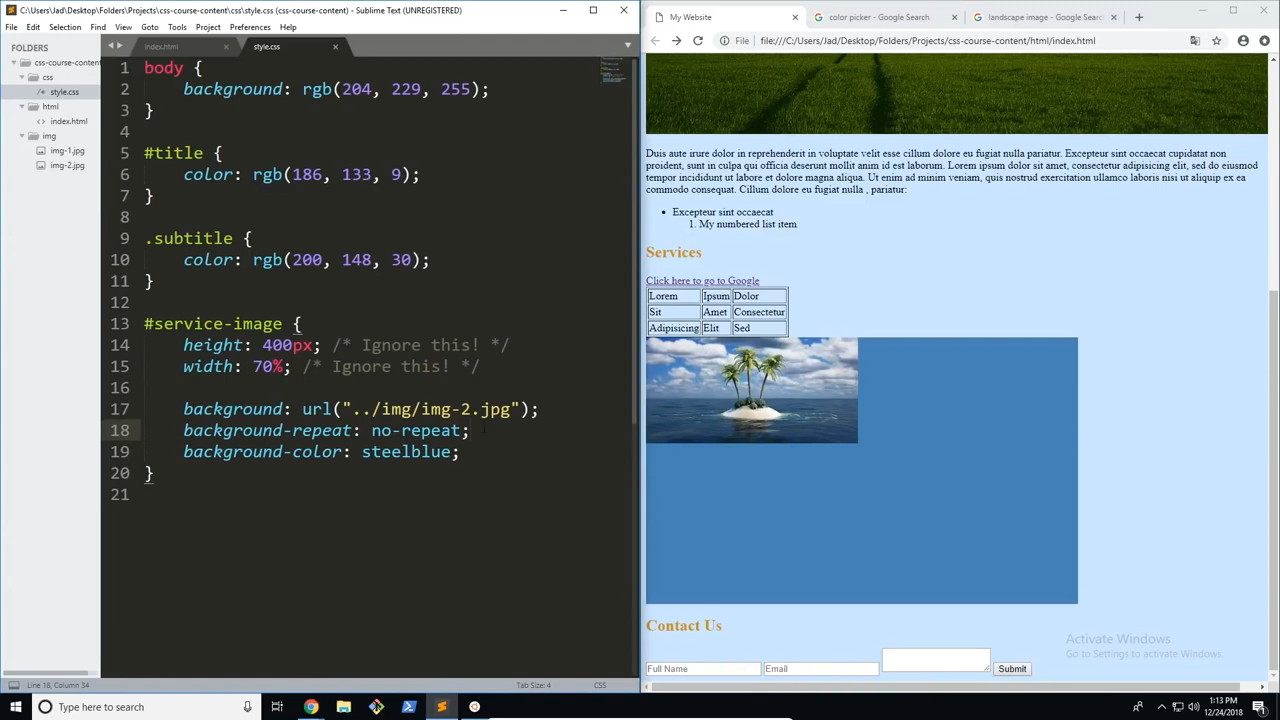 C:\Users\Jad\Desktop\Folders\Projects\css-course-content\css\style.css (css-course-content) - Sublime Text (UNREGISTERED)
File Edit Selection Find View Goto Tools Project Preferences Help
FOLDERS
css-course-content
css
/* style.css
html
index.html
img
img-1.jpg
img-2.jpg
index.html
style.css
1 body {
2 background: rgb(204, 229, 255);
3 }
4
5 #title {
6 color: rgb(186, 133, 9);
7 }
8
9 .subtitle {
10 color: rgb(200, 148, 30);
11 }
12
13 #service-image {
14 height: 400px; /* Ignore this! */
15 width: 70%; /* Ignore this! */
16
17 background: url("../img/img-2.jpg");
18 background-repeat: no-repeat;
19 background-color: steelblue;
20 }
21
Line 18, Column 34
Tab Size: 4
CSS
My Website
color picker - Google Search
landscape image - Google Sear
File file:///C:/Users/Jad/Desktop/Folders/Projects/css-course-content/html/index.html
Duis aute irure dolor in reprehenderit in voluptate velit esse cillum dolore eu fugiat nulla pariatur. Excepteur sint occaecat cupidatat non
proident, sunt in culpa qui officia deserunt mollit anim id est laborum. Lorem ipsum dolor sit amet, consectetur adipisicing elit, sed do eiusmod
tempor incididunt ut labore et dolore magna aliqua. Ut enim ad minim veniam, quis nostrud exercitation ullamco laboris nisi ut aliquip ex ea
commodo consequat. Cillum dolore eu fugiat nulla , pariatur:
Excepteur sint occaecat
1. My numbered list item
Services
Click here to go to Google
Lorem Ipsum Dolor
Sit Amet Consectetur
Adipisicing Elit Sed
Contact Us
Full Name Email Submit
Activate Windows
Go to Settings to activate Windows.
Type here to search
1:13 PM
12/24/2018